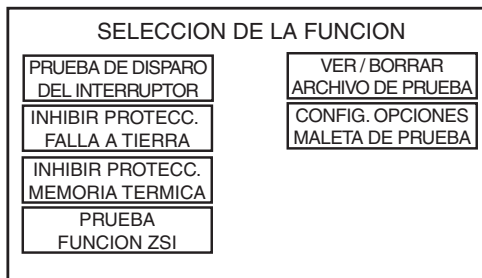 SELECCION DE LA FUNCION
PRUEBA DE DISPARO
DEL INTERRUPTOR
INHIBIR PROTECC.
FALLA A TIERRA
INHIBIR PROTECC.
MEMORIA TERMICA
PRUEBA
FUNCION ZSI
VER / BORRAR
ARCHIVO DE PRUEBA
CONFIG. OPCIONES
MALETA DE PRUEBA